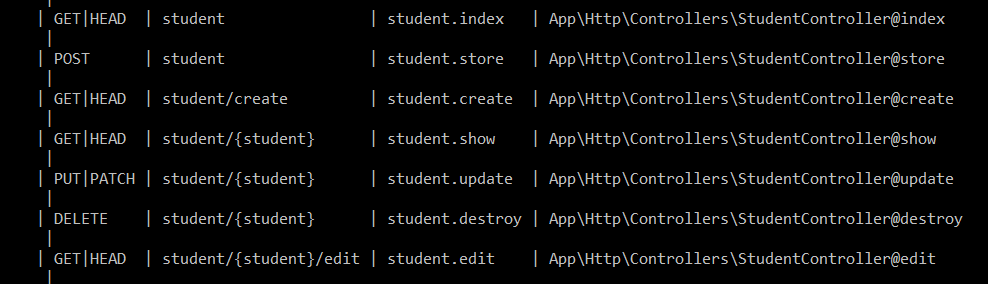 |
| GET|HEAD | student | student.index | App\Http\Controllers\StudentController@index
|
| POST | student | student.store | App\Http\Controllers\StudentController@store
|
| GET|HEAD | student/create | student.create | App\Http\Controllers\StudentController@create
|
| GET|HEAD | student/{student} | student.show | App\Http\Controllers\StudentController@show
|
| PUT|PATCH | student/{student} | student.update | App\Http\Controllers\StudentController@update
|
| DELETE | student/{student} | student.destroy | App\Http\Controllers\StudentController@destroy
|
| GET|HEAD | student/{student}/edit | student.edit | App\Http\Controllers\StudentController@edit
|